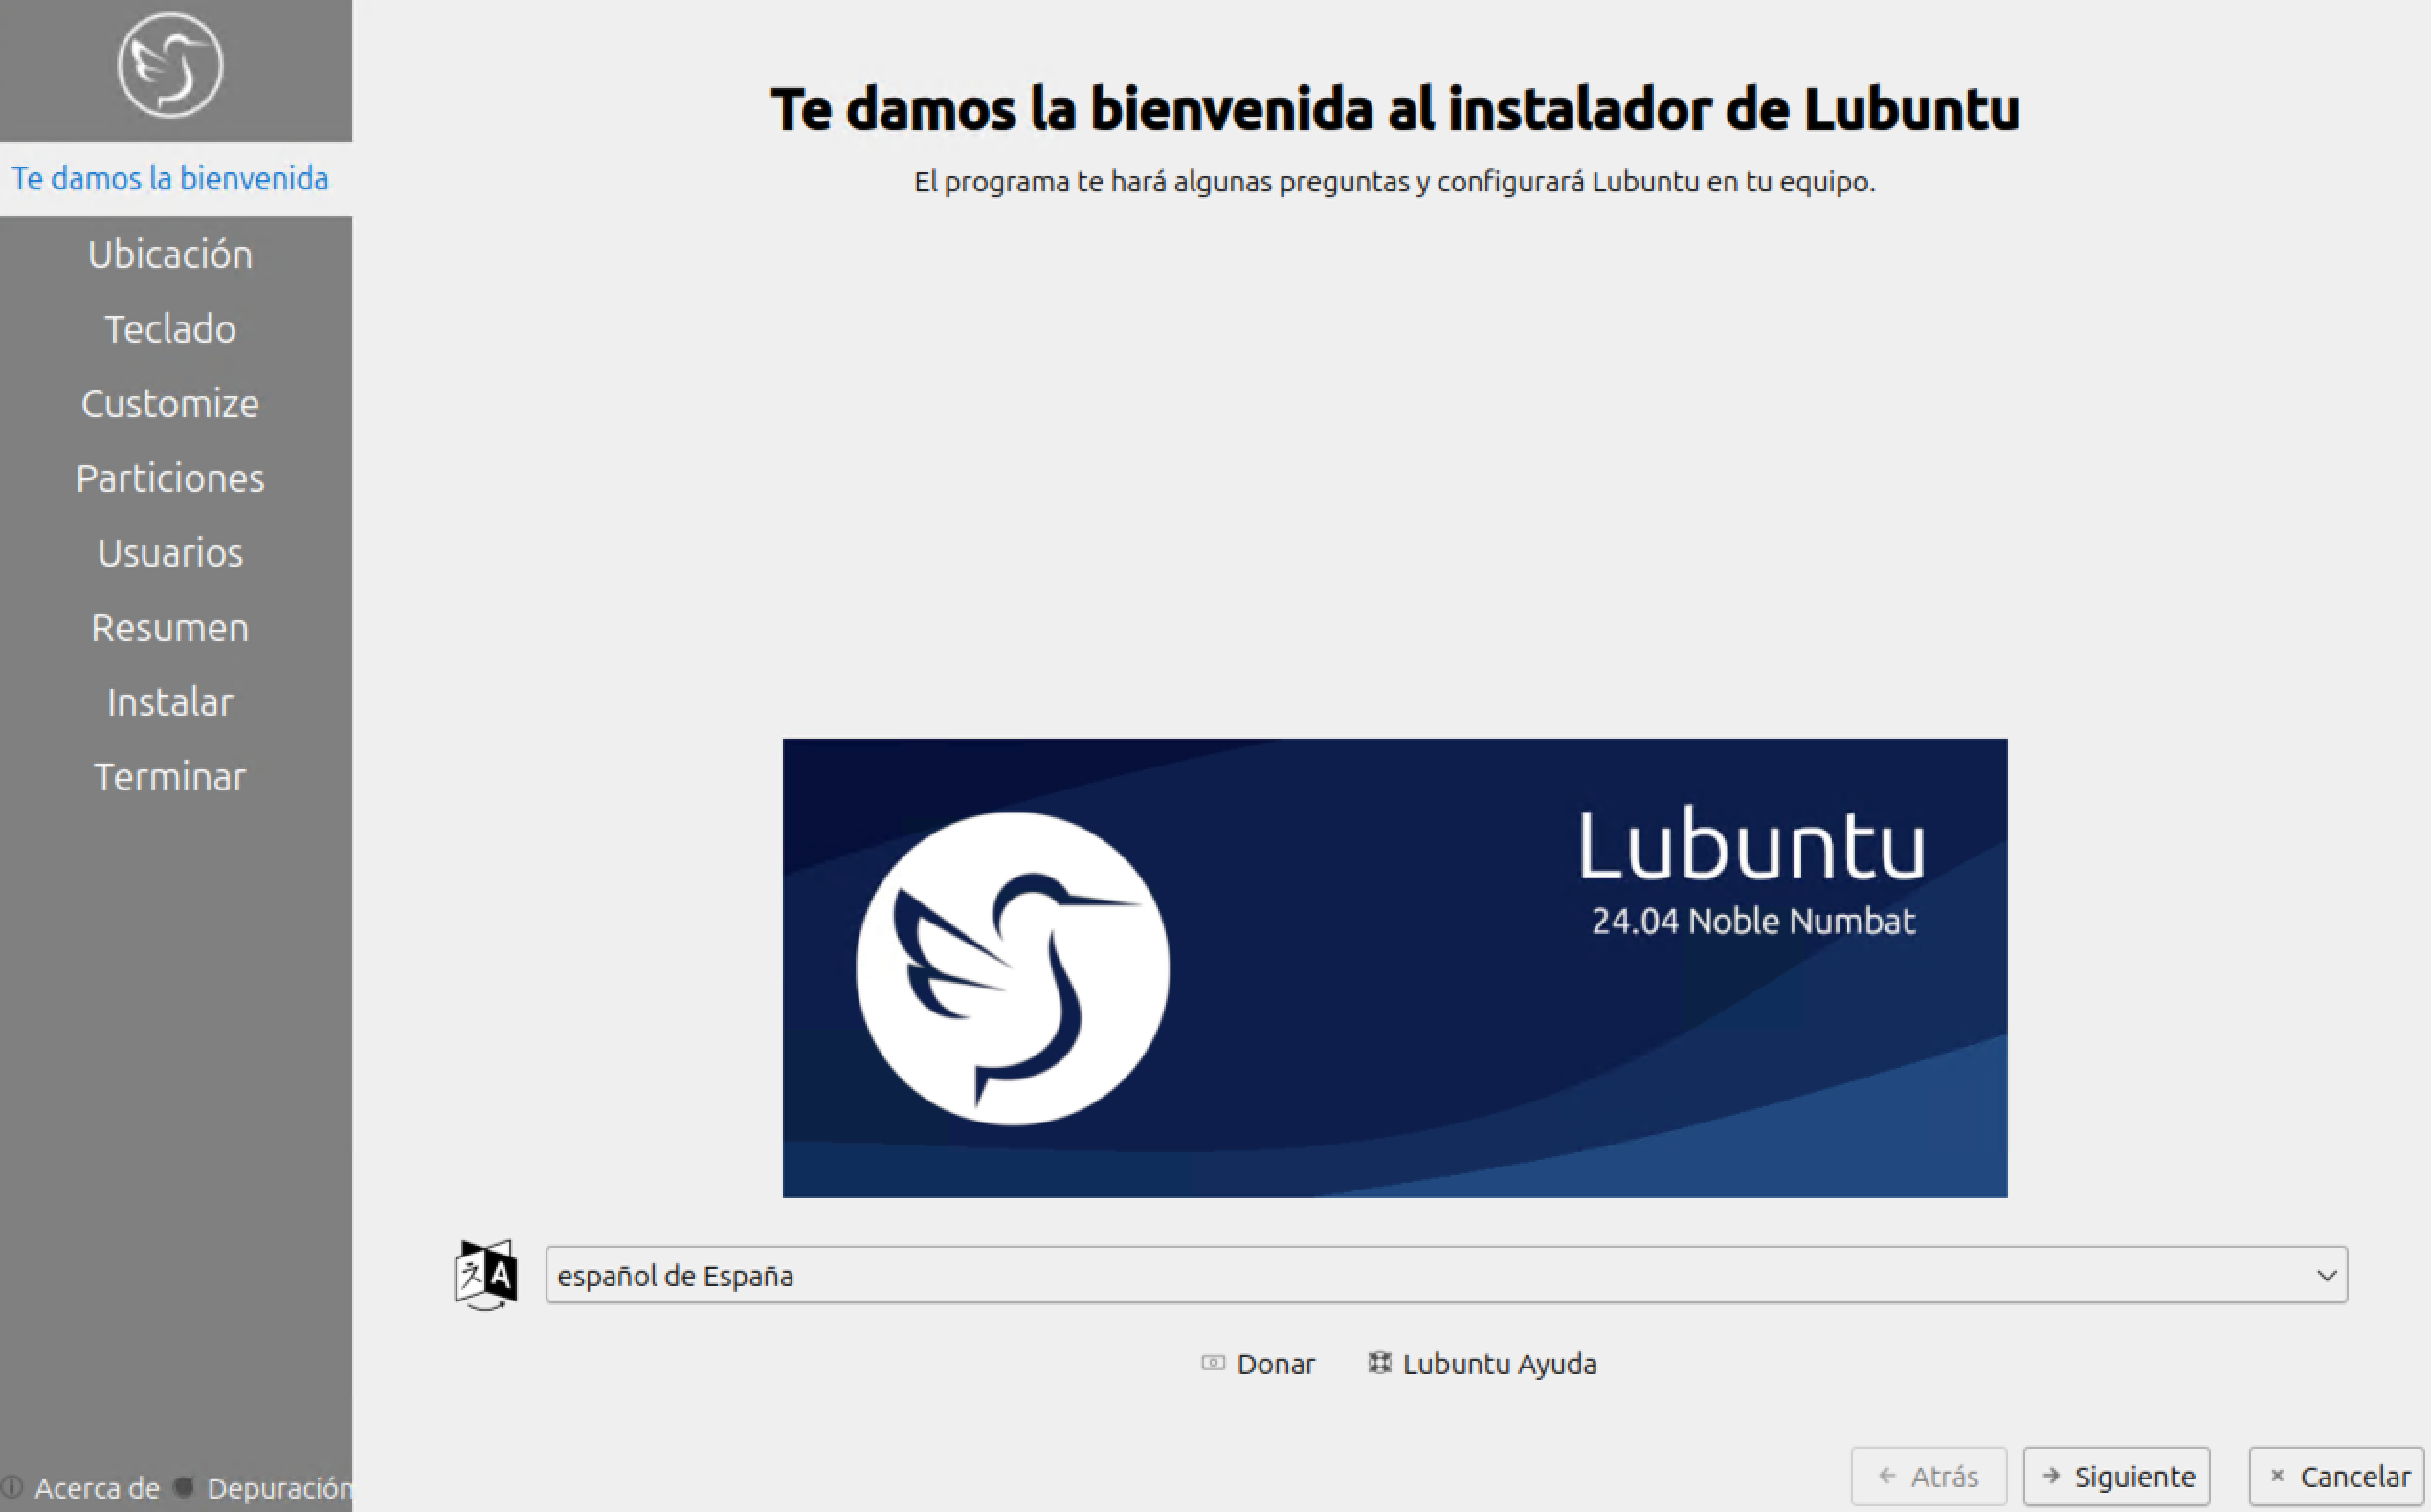 Te damos la bienvenida
Ubicación
Teclado
Customize
Particiones
Usuarios
Resumen
Instalar
Terminar
Acerca de
Depuración
Te damos la bienvenida al instalador de Lubuntu
El programa te hará algunas preguntas y configurará Lubuntu en tu equipo.
Lubuntu
24.04 Noble Numbat
español de España
Donar
Lubuntu Ayuda
Atrás
Siguiente
Cancelar